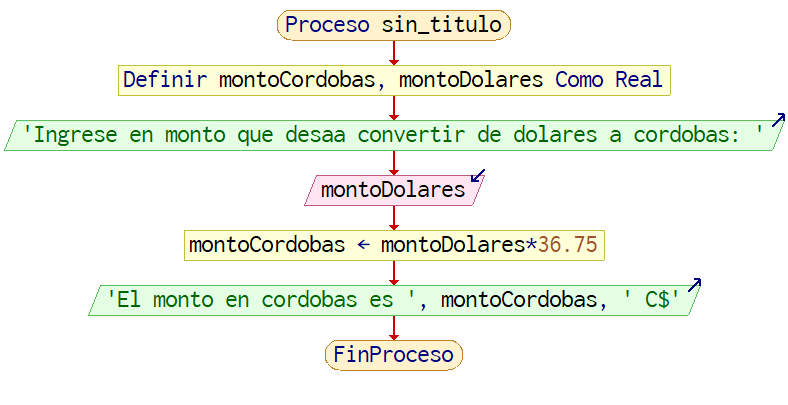 Proceso sin_titulo
Definir montoCordobas, montoDolares Como Real
'Ingrese en monto que desaa convertir de dolares a cordobas: '
montoDolares
montoCordobas ← montoDolares*36.75
'El monto en cordobas es ', montoCordobas, ' C$'
FinProceso